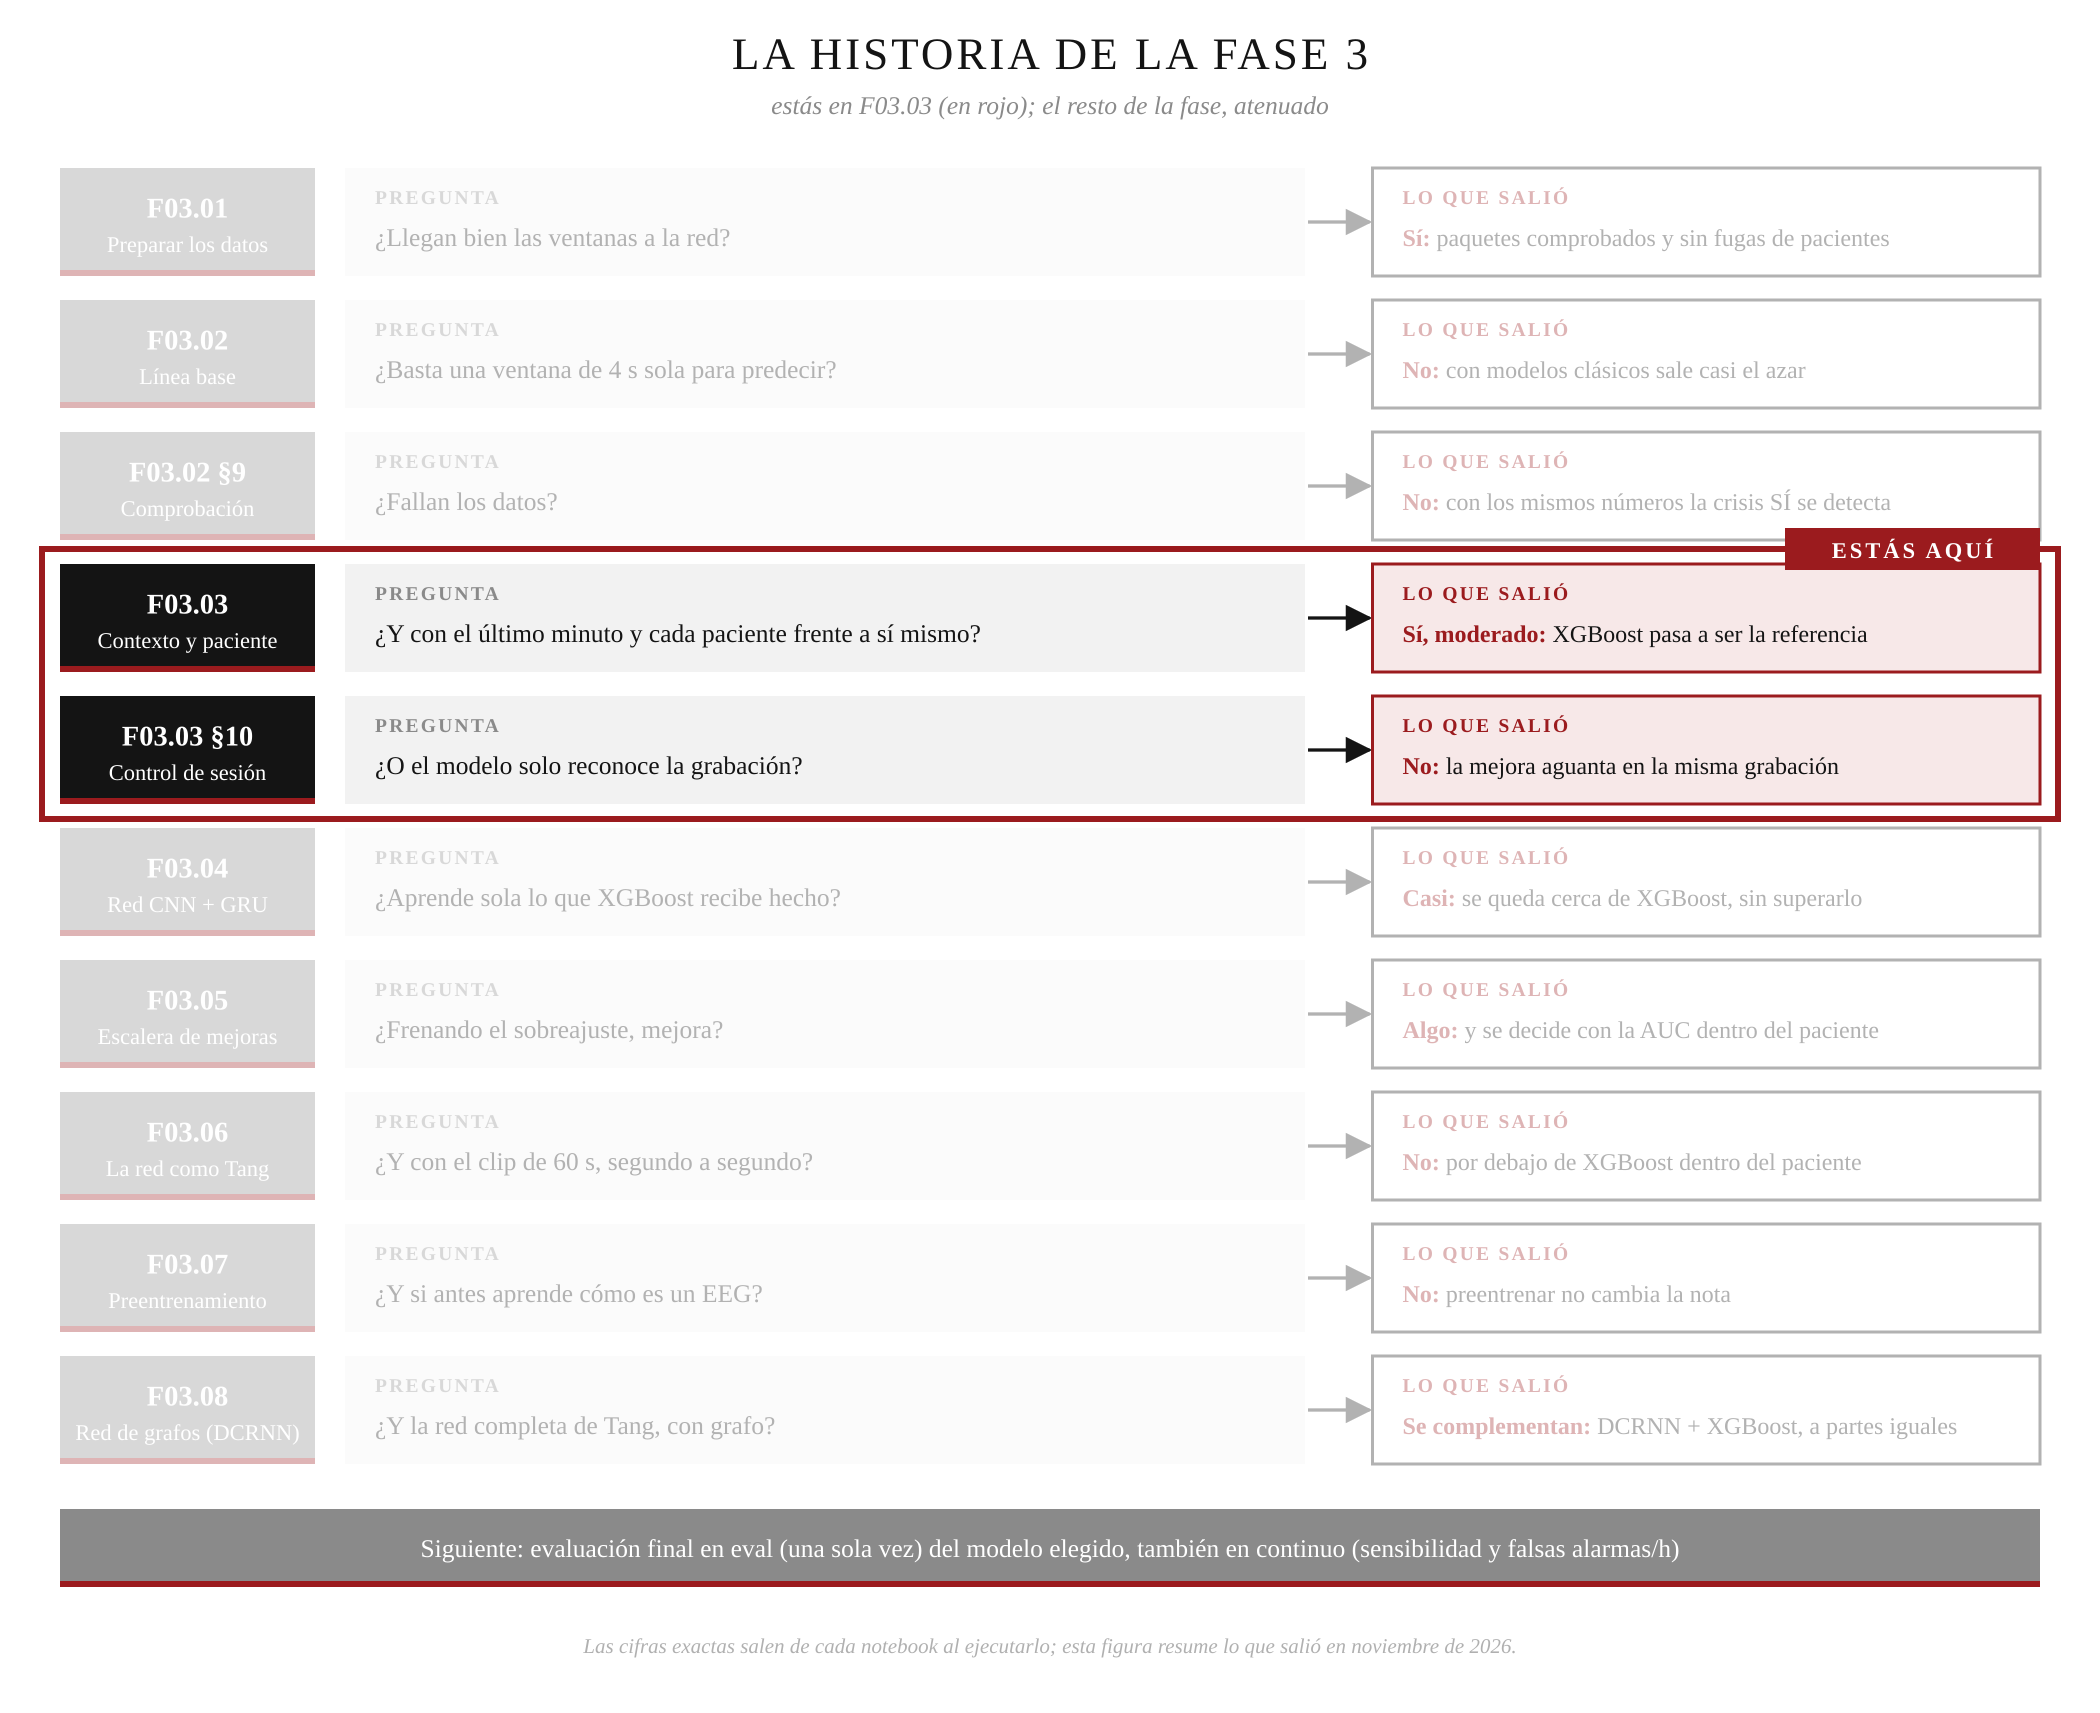 LA HISTORIA DE LA FASE 3
estás en F03.03 (en rojo); el resto de la fase, atenuado
F03.01
Preparar los datos
PREGUNTA
¿Llegan bien las ventanas a la red?
LO QUE SALIÓ
Sí: paquetes comprobados y sin fugas de pacientes
F03.02
Línea base
PREGUNTA
¿Basta una ventana de 4 s sola para predecir?
LO QUE SALIÓ
No: con modelos clásicos sale casi el azar
F03.02 §9
Comprobación
PREGUNTA
¿Fallan los datos?
LO QUE SALIÓ
No: con los mismos números la crisis SÍ se detecta
ESTÁS AQUÍ
F03.03
Contexto y paciente
PREGUNTA
¿Y con el último minuto y cada paciente frente a sí mismo?
LO QUE SALIÓ
Sí, moderado: XGBoost pasa a ser la referencia
F03.03 §10
Control de sesión
PREGUNTA
¿O el modelo solo reconoce la grabación?
LO QUE SALIÓ
No: la mejora aguanta en la misma grabación
F03.04
Red CNN + GRU
PREGUNTA
¿Aprende sola lo que XGBoost recibe hecho?
LO QUE SALIÓ
Casi: se queda cerca de XGBoost, sin superarlo
F03.05
Escalera de mejoras
PREGUNTA
¿Frenando el sobreajuste, mejora?
LO QUE SALIÓ
Algo: y se decide con la AUC dentro del paciente
F03.06
La red como Tang
PREGUNTA
¿Y con el clip de 60 s, segundo a segundo?
LO QUE SALIÓ
No: por debajo de XGBoost dentro del paciente
F03.07
Preentrenamiento
PREGUNTA
¿Y si antes aprende cómo es un EEG?
LO QUE SALIÓ
No: preentrenar no cambia la nota
F03.08
Red de grafos (DCRNN)
PREGUNTA
¿Y la red completa de Tang, con grafo?
LO QUE SALIÓ
Se complementan: DCRNN + XGBoost, a partes iguales
Siguiente: evaluación final en eval (una sola vez) del modelo elegido, también en continuo (sensibilidad y falsas alarmas/h)
Las cifras exactas salen de cada notebook al ejecutarlo; esta figura resume lo que salió en noviembre de 2026.